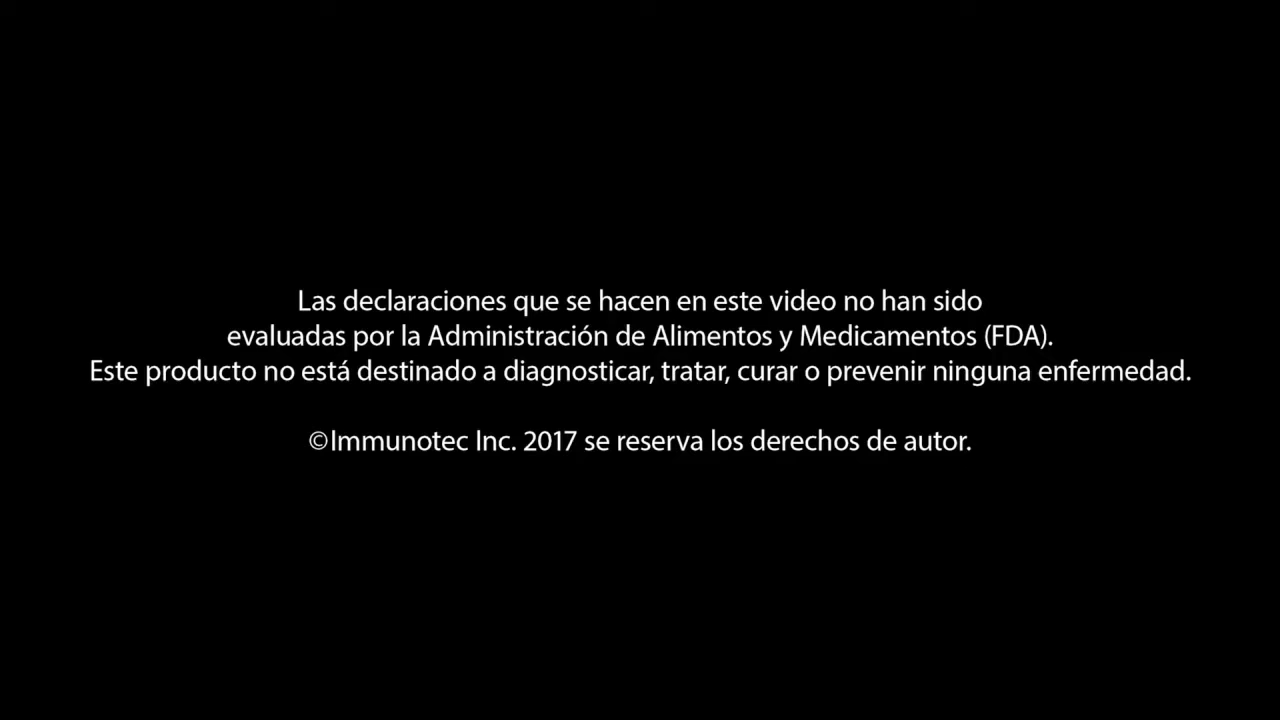 Las declaraciones que se hacen en este video no han sido
evaluadas por la Administración de Alimentos y Medicamentos (FDA).
Este producto no está destinado a diagnosticar, tratar, curar o prevenir ninguna enfermedad.
©Immunotec Inc. 2017 se reserva los derechos de autor.